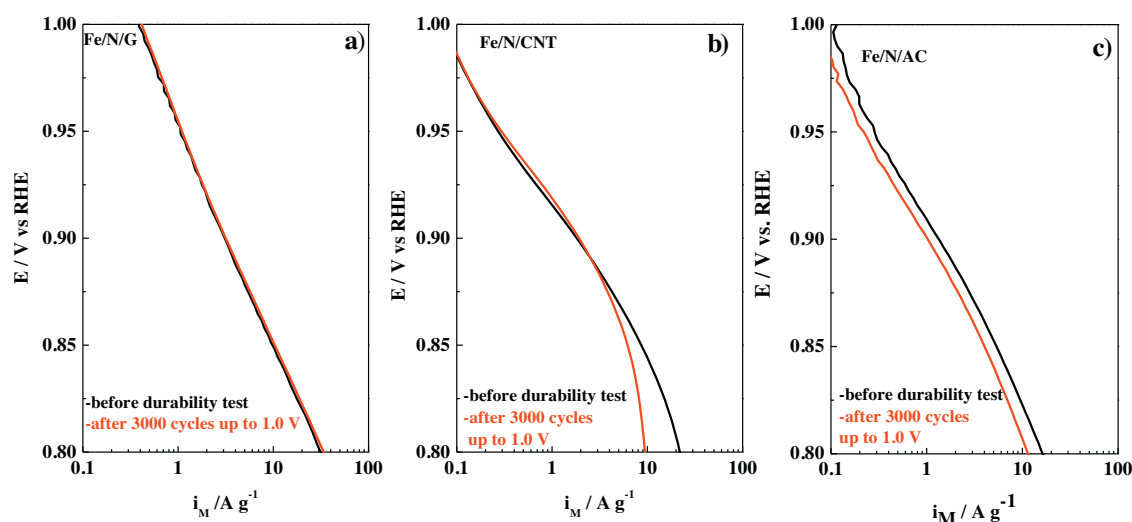 1.00
0.95
0.90
0.85
0.80
E / V vs RHE
Fe/N/G
a)
-before durability test
-after 3000 cycles up to 1.0 V
0.1 1 10 100
i_M /A g^-1
1.00
0.95
0.90
0.85
0.80
E / V vs RHE
Fe/N/CNT
b)
-before durability test
-after 3000 cycles
up to 1.0 V
0.1 1 10 100
i_M /A g^-1
1.00
0.95
0.90
0.85
0.80
E / V vs. RHE
Fe/N/AC
c)
-before durability test
-after 3000 cycles
up to 1.0 V
0.1 1 10 100
i_M /A g^-1